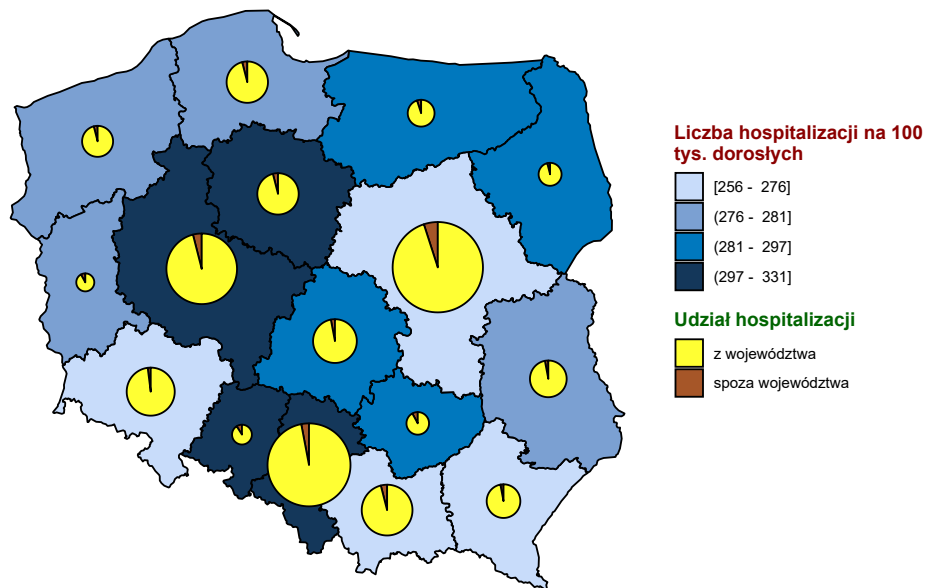 Liczba hospitalizacji na 100
tys. dorosłych
[256 - 276]
(276 - 281]
(281 - 297]
(297 - 331]
Udział hospitalizacji
z województwa
spoza województwa